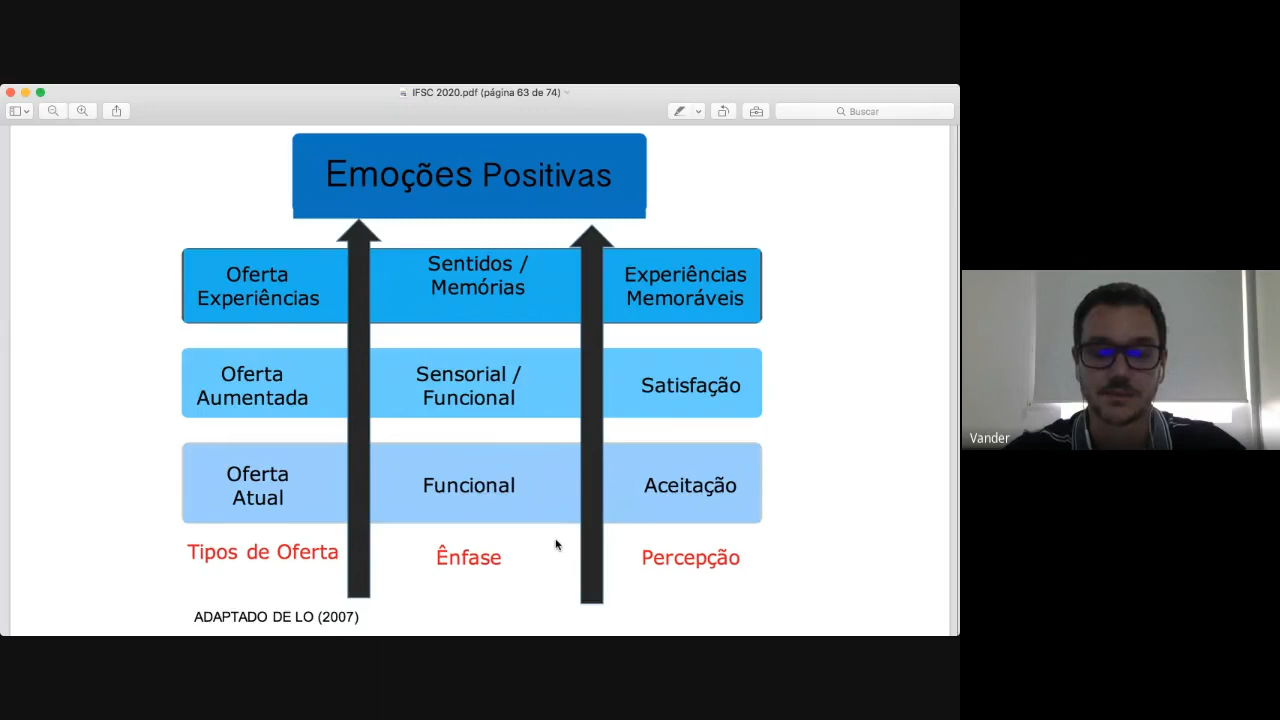 IFSC 2020.pdf (página 63 de 74)
Buscar
Emoções Positivas
Oferta
Experiências
Sentidos /
Memórias
Experiências
Memoráveis
Oferta
Aumentada
Sensorial /
Funcional
Satisfação
Oferta
Atual
Funcional
Aceitação
Tipos de Oferta
Ênfase
Percepção
ADAPTADO DE LO (2007)
Vander